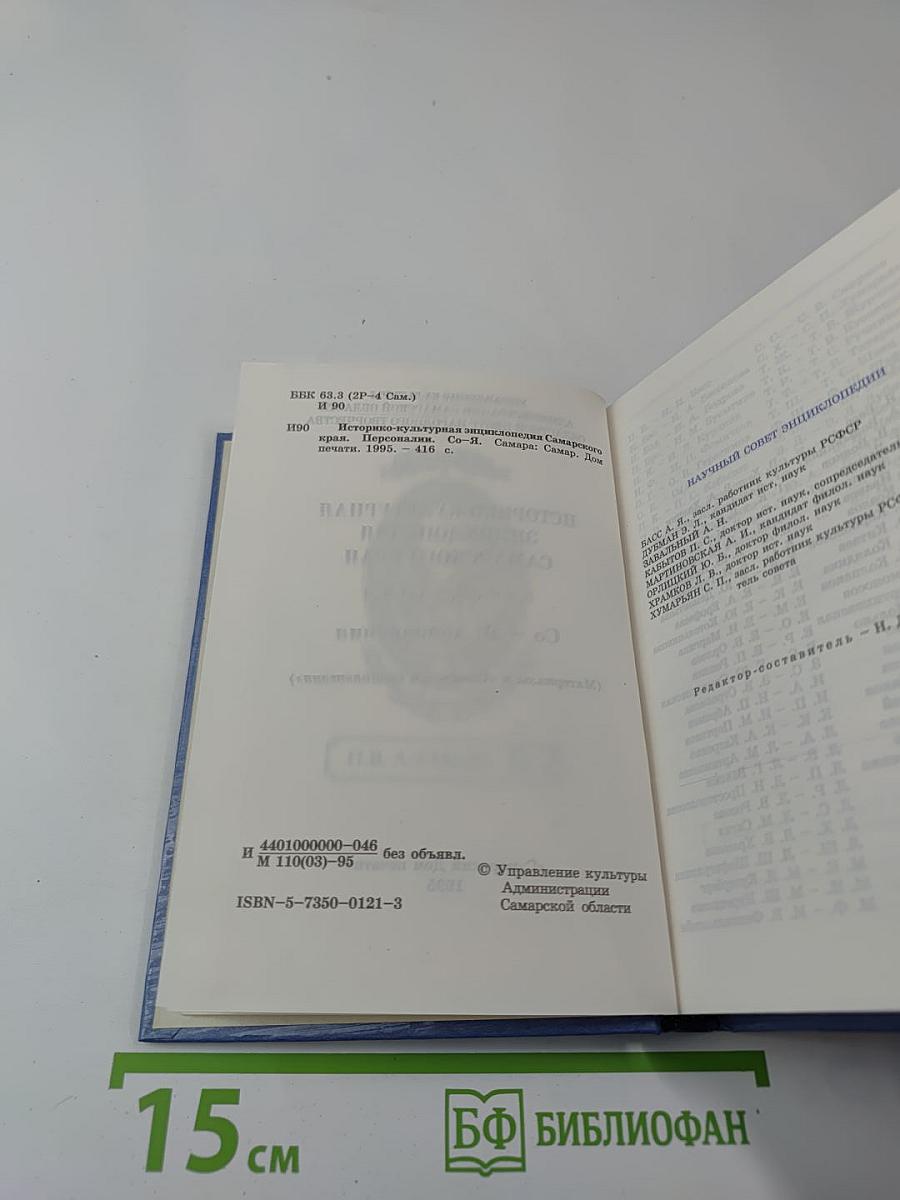 ББК 63.3 (2Р—4 Сам.)
И 90
И90 Историко-культурная энциклопедия Самарского
края. Персоналии. Со—Я. Самара: Самар. Дом
печати. 1995. — 416 с.
И 4401000000—046
М 110(03)—95 без объявл.
ISBN—5—7350—0121—3
© Управление культуры
Администрации
Самарской области
НАУЧНЫЙ СОВЕТ ЭНЦИКЛОПЕДИИ
БАСС А. Я., засл. работник культуры РСФСР
ДУБМАН Э. Л., кандидат ист. наук
ЗАВАЛЬНЫЙ А. Н.
КАБЫТОВ П. С., доктор ист. наук, сопредседатель
МАРТИНОВСКАЯ А. И., кандидат филол. наук
ОРЛИЦКИЙ Ю. Б., доктор филол. наук
ХРАМКОВ Л. В., доктор ист. наук
ХУМАРЬЯН С. П., засл. работник культуры
тель совета
Редактор-составитель — Н.
15 см
БФ БИБЛИОФАН